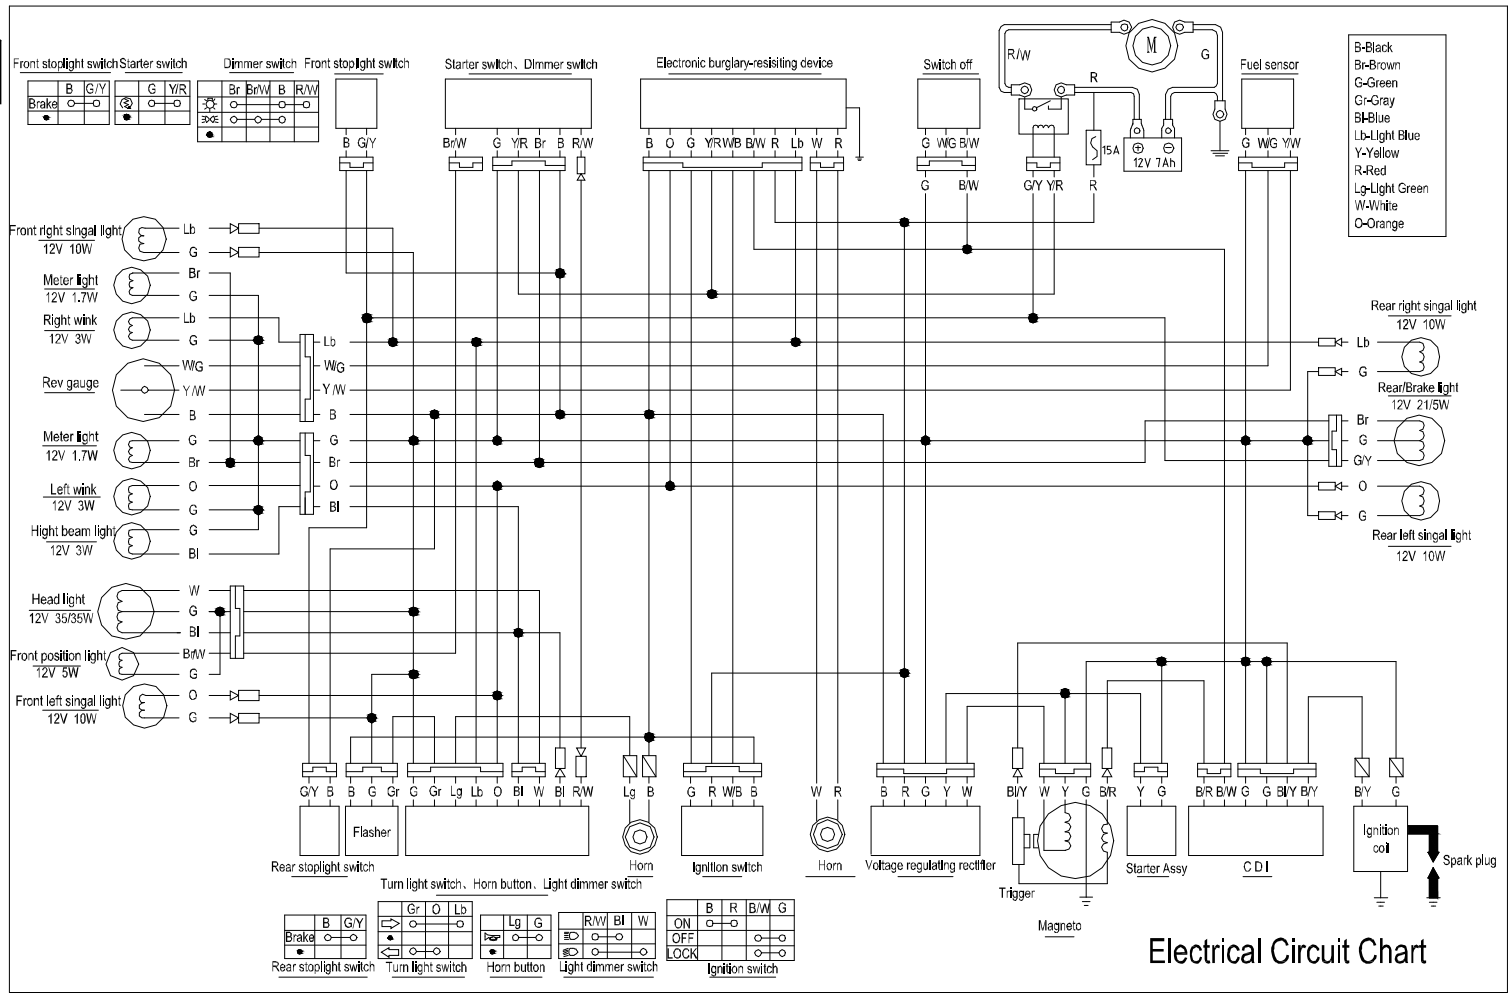 Front stoplight switch Starter switch Dimmer switch Front stoplight switch Starter switch、Dimmer switch Electronic burglary-resisiting device Switch off Fuel sensor
B G/Y
Brake
G Y/R
Br Br/W B R/W
R/W
M
G
R
15A
12V 7Ah
B-Black
Br-Brown
G-Green
Gr-Gray
Bl-Blue
Lb-Light Blue
Y-Yellow
R-Red
Lg-Light Green
W-White
O-Orange
B G/Y Br/W G Y/R Br B R/W B O G Y/R W/B B/W R Lb W R G W/G B/W G W/G Y/W
G B/W G/Y Y/R R
Front right singal light
12V 10W
Lb
G
Meter light
12V 1.7W
Br
G
Right wink
12V 3W
Lb
G
Rev gauge
W/G
Y/W
B
Meter light
12V 1.7W
G
Br
Left wink
12V 3W
O
G
Hight beam light
12V 3W
G
Bl
Lb
W/G
Y/W
B
G
Br
O
Bl
Head light
12V 35/35W
W
G
Bl
Front position light
12V 5W
Br/W
G
Front left singal light
12V 10W
O
G
Rear right singal light
12V 10W
Lb
G
Rear/Brake light
12V 21/5W
Br
G
G/Y
O
G
Rear left singal light
12V 10W
G/Y B B G Gr G Gr Lg Lb O Bl W Bl R/W Lg B G R W/B B W R B R G Y W Bl/Y W Y G B/R Y G B/R B/W G G Bl/Y B/Y B/Y G
Flasher
Ignition
coil
Spark plug
Rear stoplight switch Horn Ignition switch Horn Voltage regulating rectifier Starter Assy C D I
Turn light switch、Horn button、Light dimmer switch
Trigger
Magneto
B G/Y
Brake
Rear stoplight switch
Gr O Lb
Turn light switch
Lg G
Horn button
R/W Bl W
Light dimmer switch
B R B/W G
ON
OFF
LOCK
Ignition switch
Electrical Circuit Chart